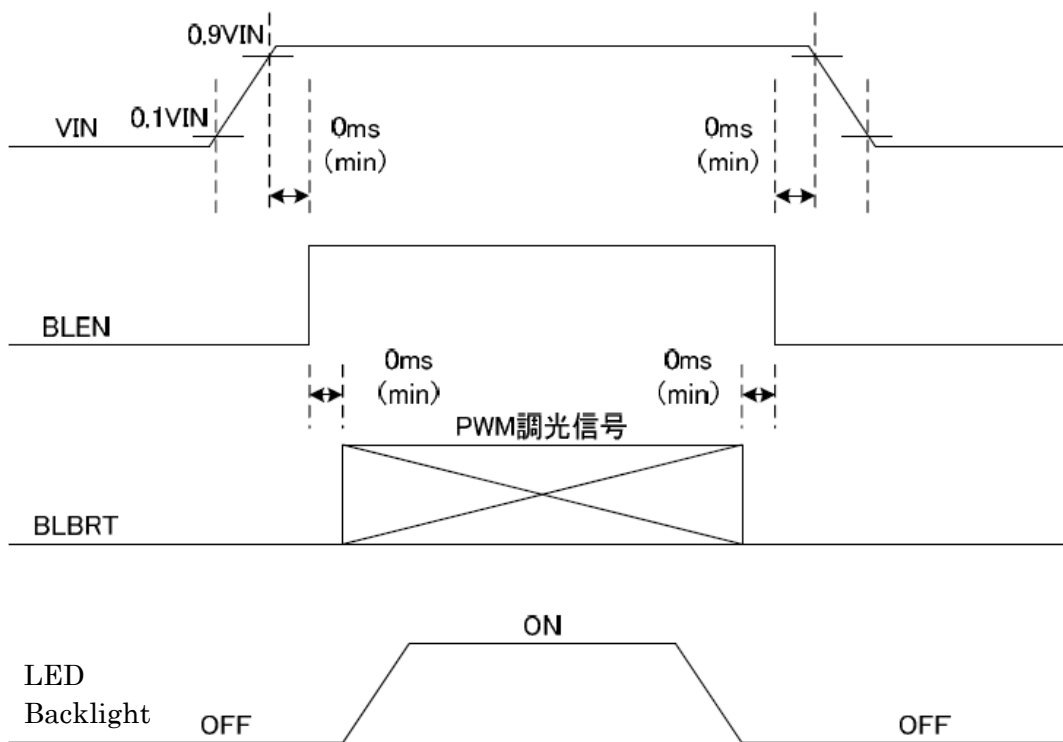 0.9VIN
0.1VIN
VIN
0ms
(min)
0ms
(min)
BLEN
0ms
(min)
0ms
(min)
PWM調光信号
BLBRT
ON
LED
Backlight
OFF
OFF